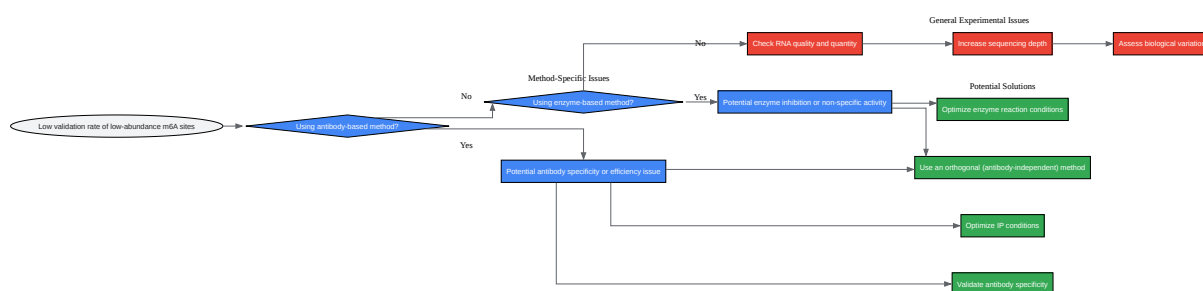 General Experimental Issues
No
Check RNA quality and quantity
Increase sequencing depth
Assess biological variation
Method-Specific Issues
Potential Solutions
No
Using enzyme-based method?
Yes
Potential enzyme inhibition or non-specific activity
Optimize enzyme reaction conditions
Low validation rate of low-abundance m6A sites
Using antibody-based method?
Yes
Potential antibody specificity or efficiency issue
Use an orthogonal (antibody-independent) method
Optimize IP conditions
Validate antibody specificity